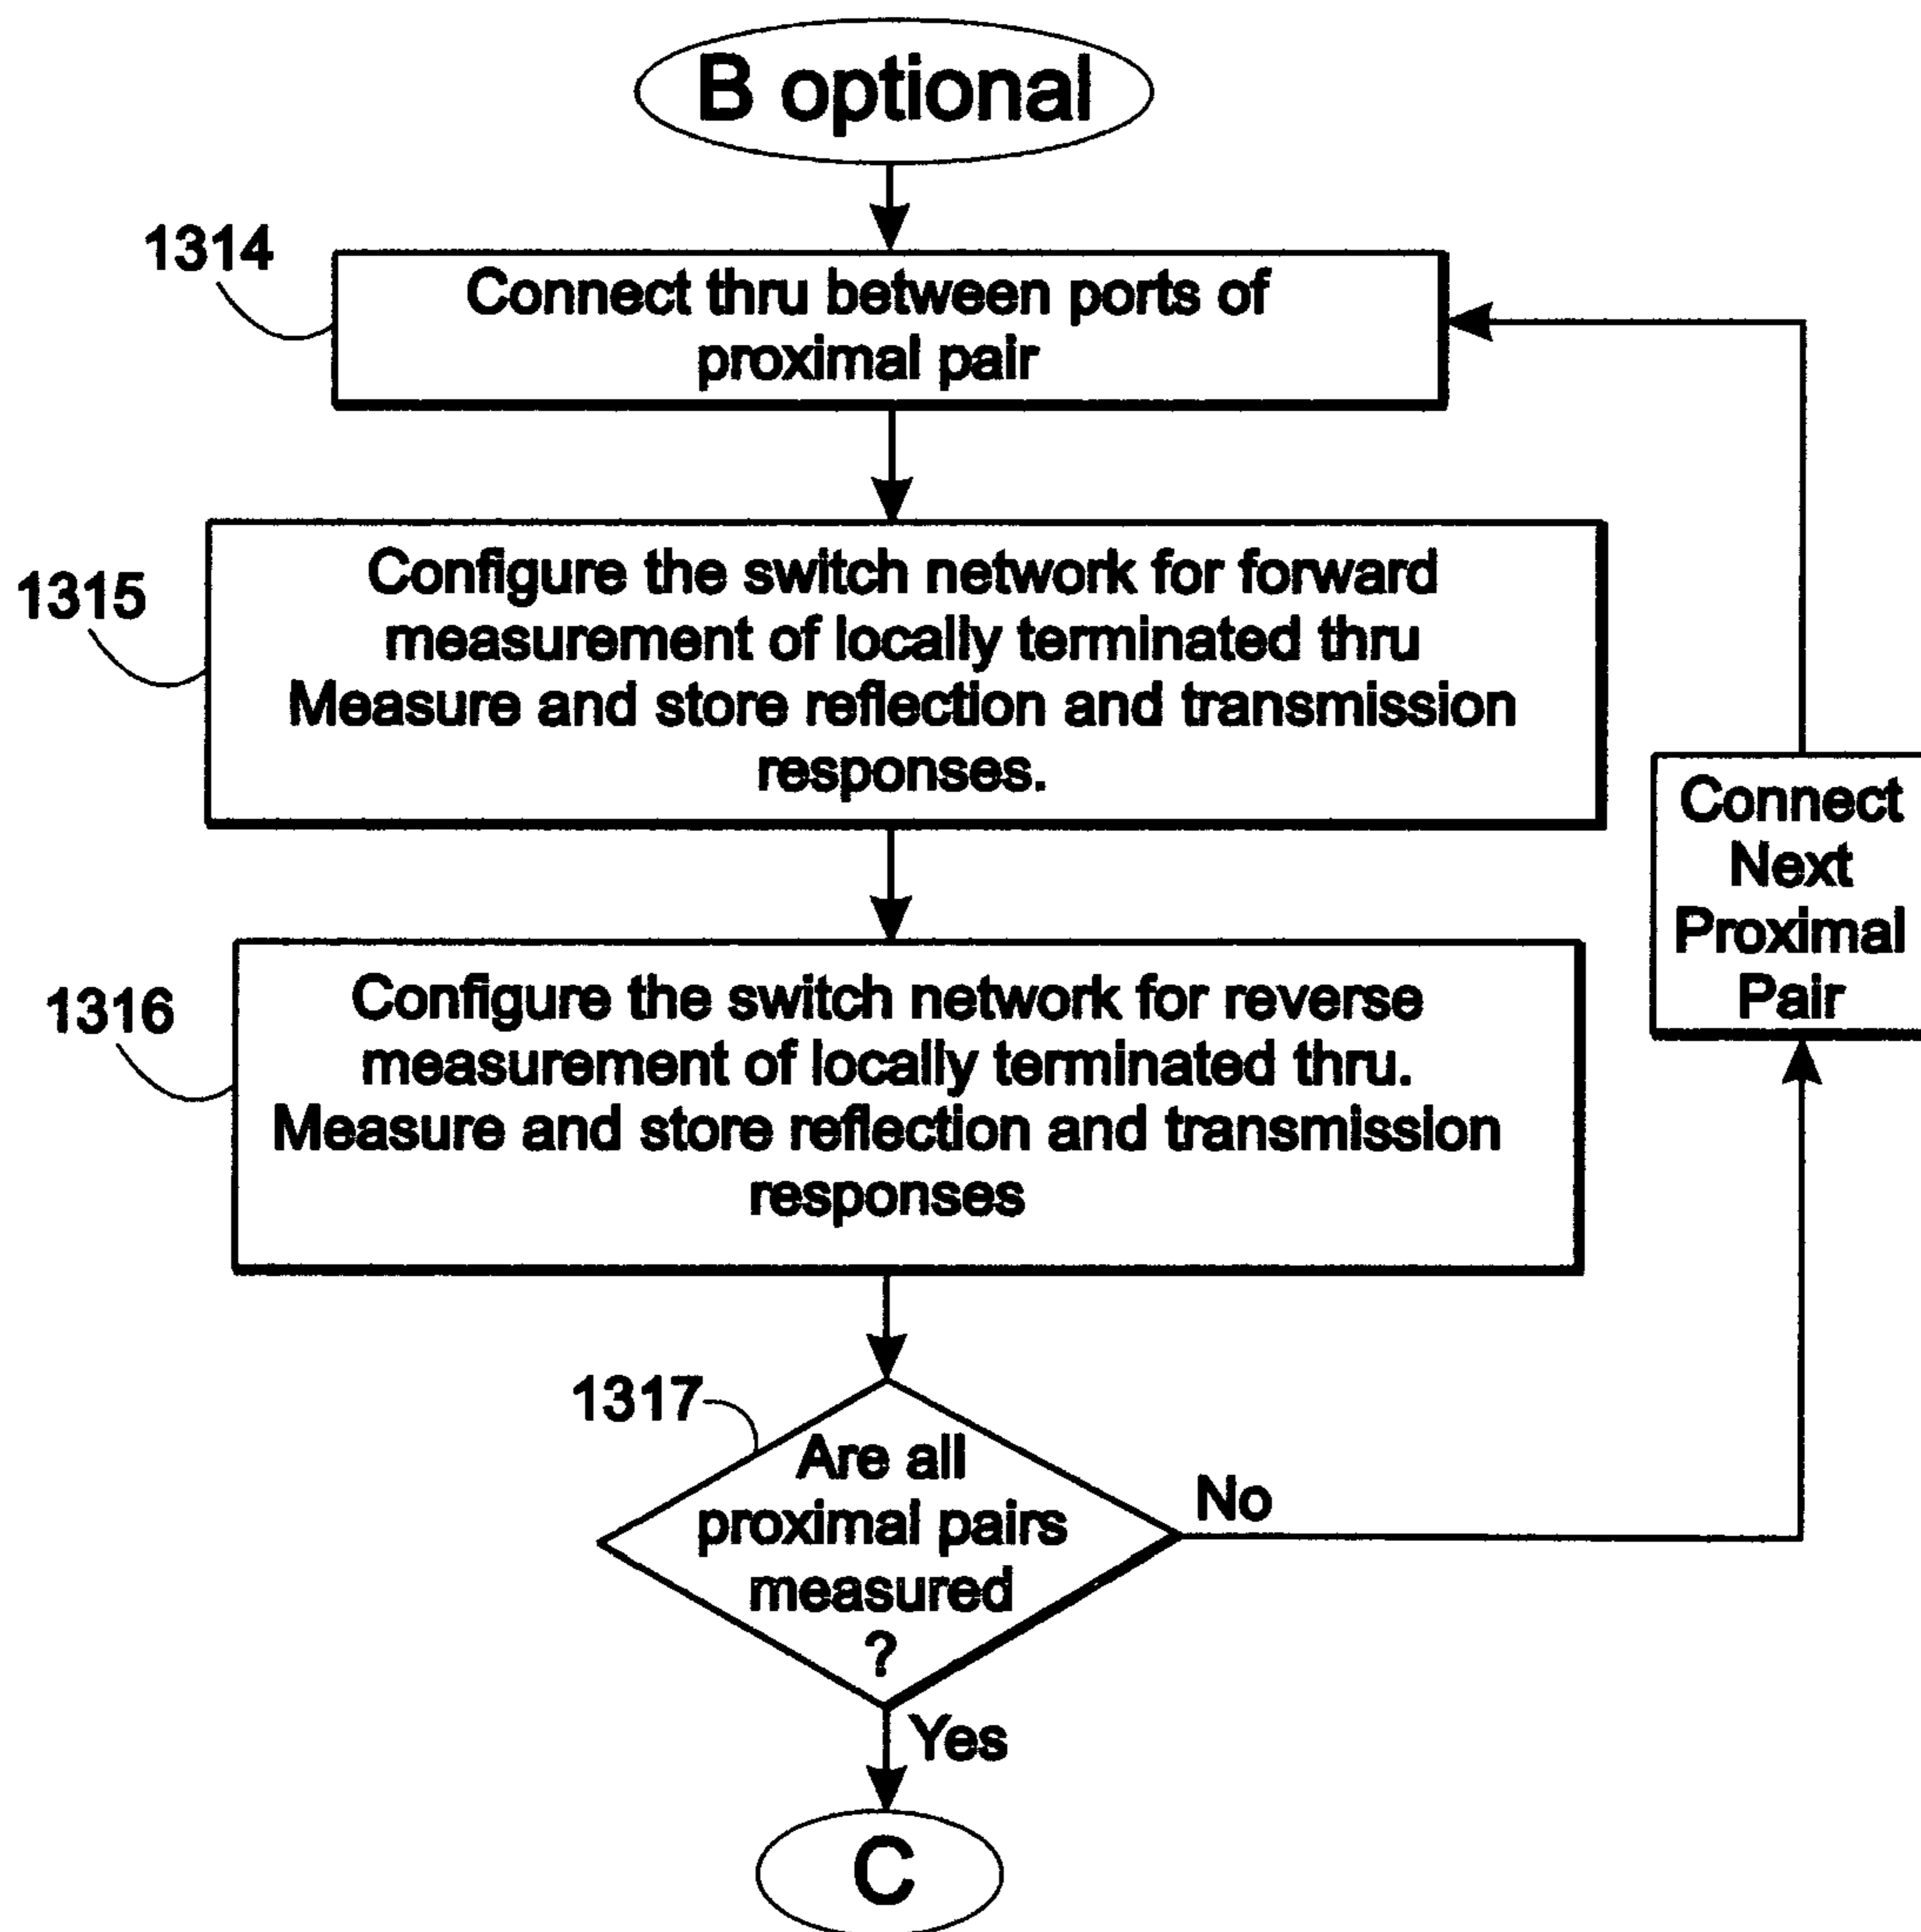 B optional
1314
Connect thru between ports of
proximal pair
1315
Configure the switch network for forward
measurement of locally terminated thru
Measure and store reflection and transmission
responses.
Connect
Next
Proximal
Pair
1316
Configure the switch network for reverse
measurement of locally terminated thru.
Measure and store reflection and transmission
responses
1317
Are all
proximal pairs
measured
?
No
Yes
C